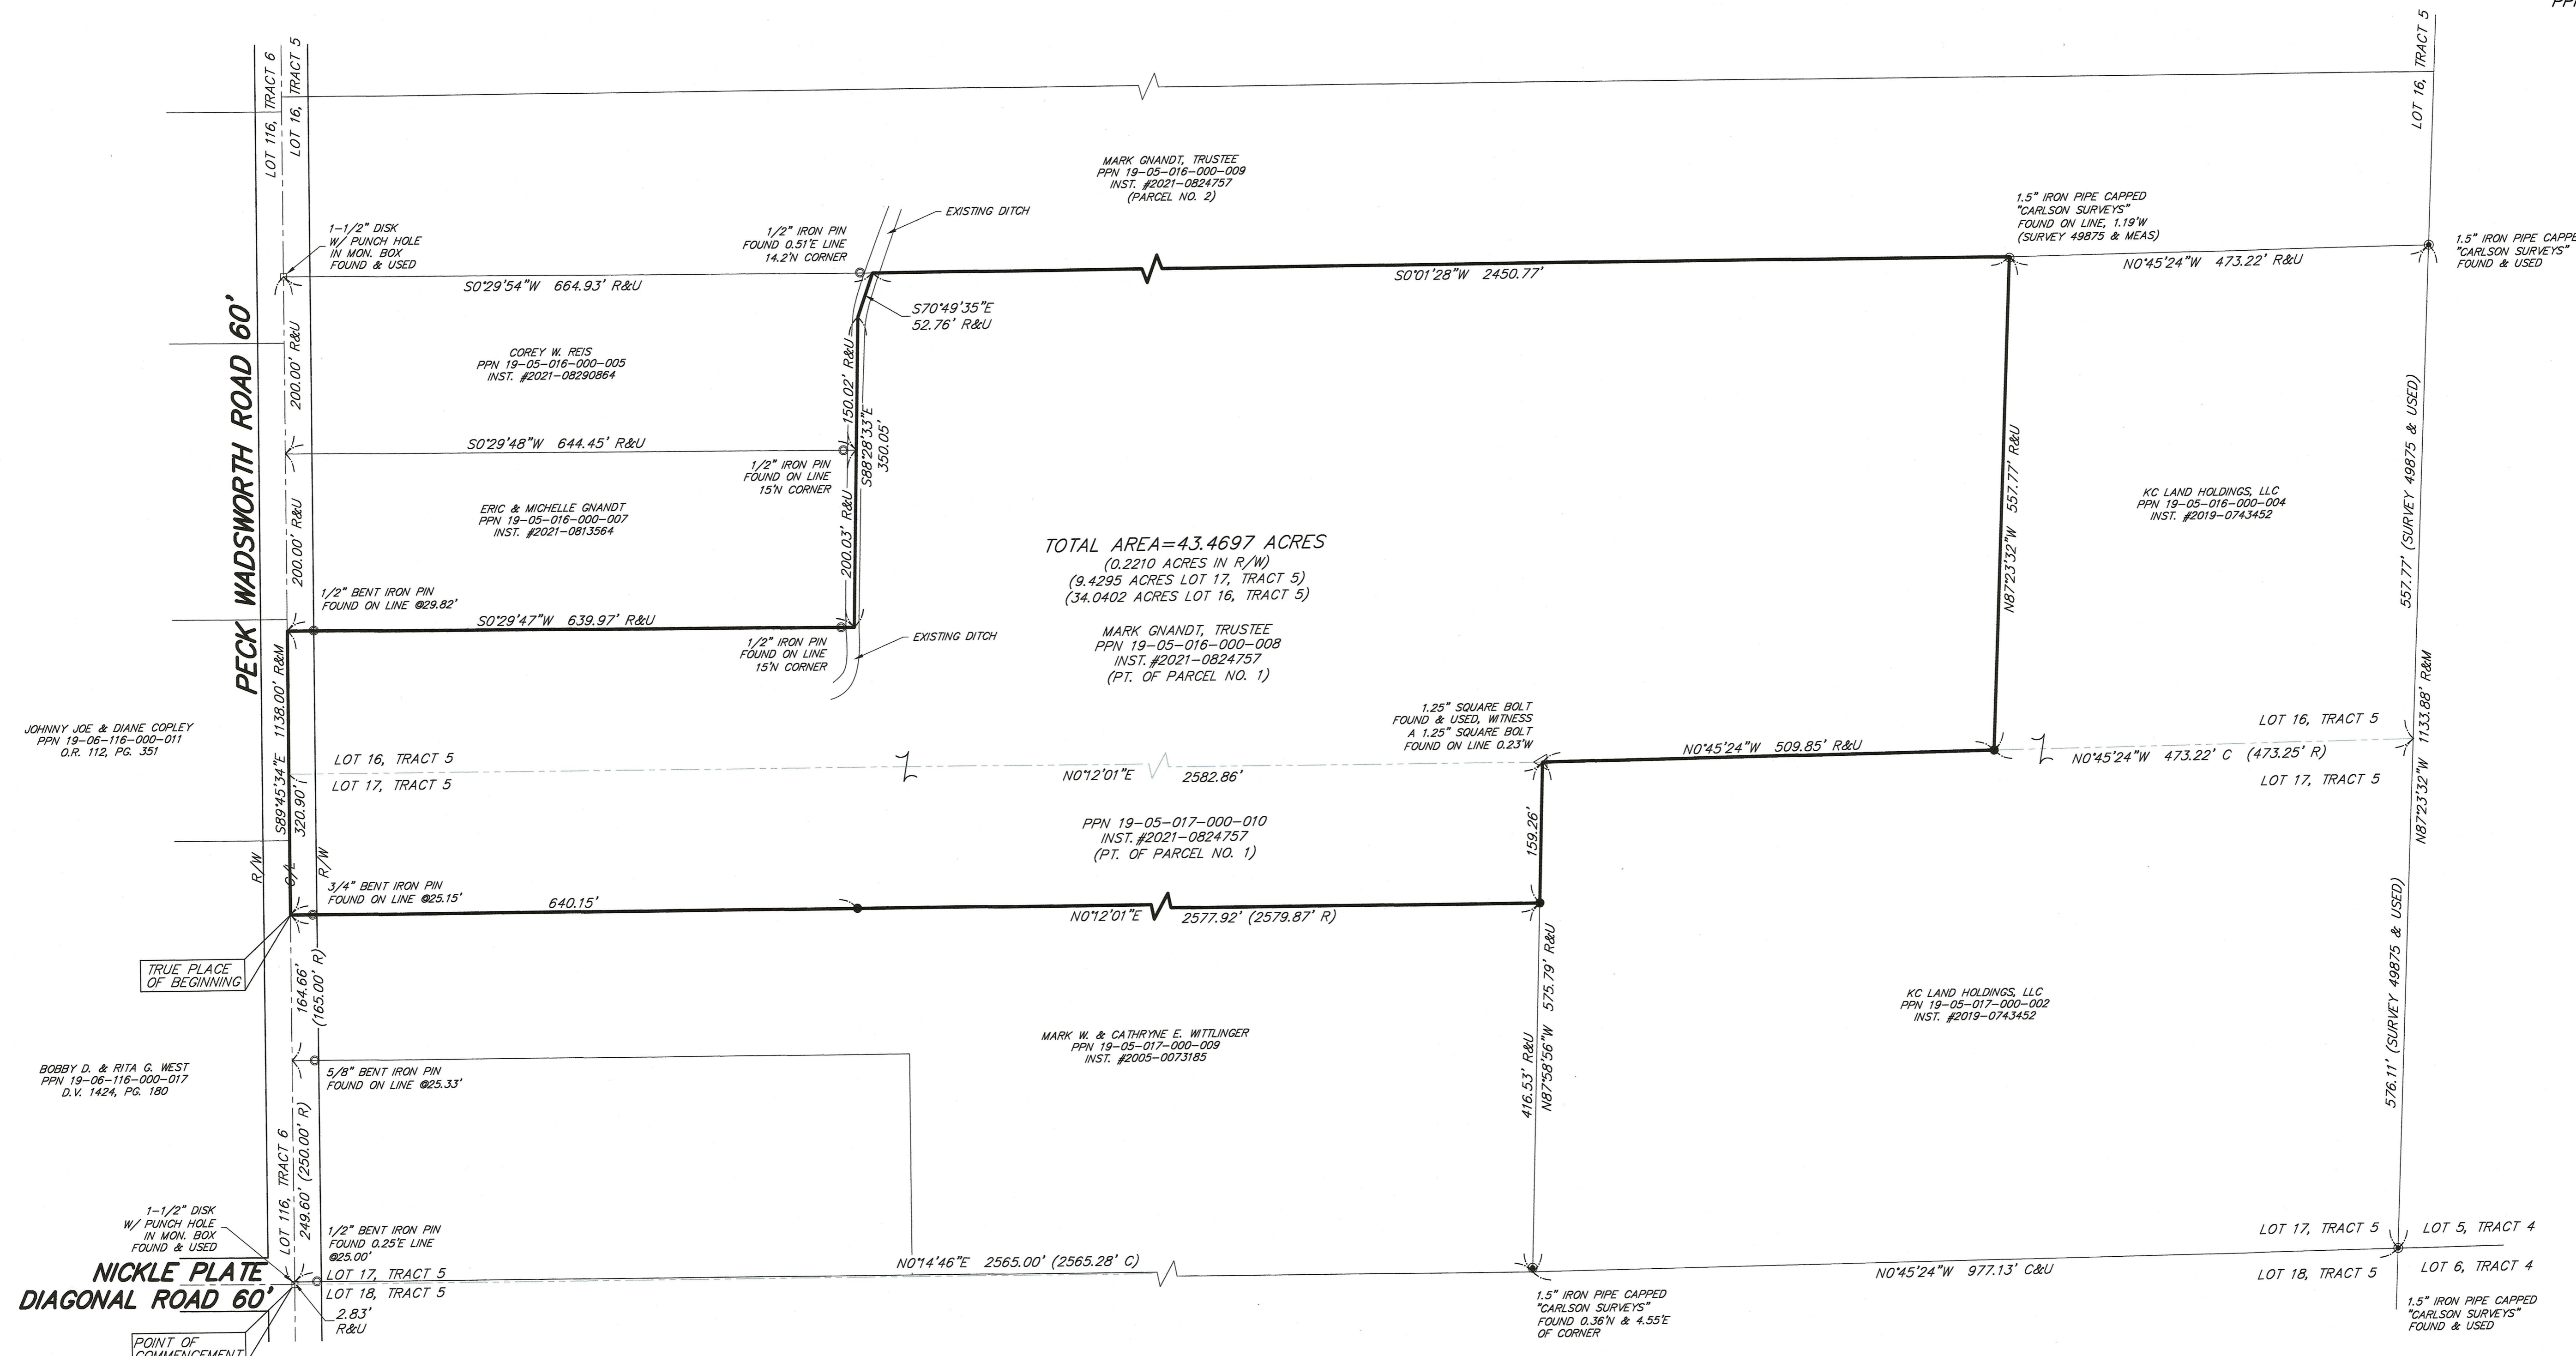 PPN
LOT 116, TRACT 6
LOT 16, TRACT 5
LOT 16, TRACT 5
MARK GNANDT, TRUSTEE
PPN 19-05-016-000-009
INST. #2021-0824757
(PARCEL NO. 2)
1-1/2" DISK
W/ PUNCH HOLE
IN MON. BOX
FOUND & USED
1/2" IRON PIN
FOUND 0.51'E LINE
14.2'N CORNER
EXISTING DITCH
1.5" IRON PIPE CAPPED
"CARLSON SURVEYS"
FOUND ON LINE, 1.19'W
(SURVEY 49875 & MEAS)
1.5" IRON PIPE CAPPE
"CARLSON SURVEYS"
FOUND & USED
S0°29'54"W 664.93' R&U
S0°01'28"W 2450.77'
N0°45'24"W 473.22' R&U
S70°49'35"E
52.76' R&U
PECK WADSWORTH ROAD 60'
200.00' R&U
COREY W. REIS
PPN 19-05-016-000-005
INST. #2021-08290864
150.02' R&U
S88°28'33"E
350.05'
S0°29'48"W 644.45' R&U
1/2" IRON PIN
FOUND ON LINE
15'N CORNER
200.00' R&U
ERIC & MICHELLE GNANDT
PPN 19-05-016-000-007
INST. #2021-0813564
200.03' R&U
N87°23'32"W 557.77' R&U
KC LAND HOLDINGS, LLC
PPN 19-05-016-000-004
INST. #2019-0743452
557.77' (SURVEY 49875 & USED)
TOTAL AREA=43.4697 ACRES
(0.2210 ACRES IN R/W)
(9.4295 ACRES LOT 17, TRACT 5)
(34.0402 ACRES LOT 16, TRACT 5)
MARK GNANDT, TRUSTEE
PPN 19-05-016-000-008
INST. #2021-0824757
(PT. OF PARCEL NO. 1)
1/2" BENT IRON PIN
FOUND ON LINE @29.82'
S0°29'47"W 639.97' R&U
1/2" IRON PIN
FOUND ON LINE
15'N CORNER
EXISTING DITCH
JOHNNY JOE & DIANE COPLEY
PPN 19-06-116-000-011
O.R. 112, PG. 351
S89°45'34"E 1138.00' R&M
320.90'
1.25" SQUARE BOLT
FOUND & USED, WITNESS
A 1.25" SQUARE BOLT
FOUND ON LINE 0.23'W
N0°45'24"W 509.85' R&U
LOT 16, TRACT 5
N0°45'24"W 473.22' C (473.25' R)
LOT 17, TRACT 5
N87°23'32"W 1133.88' R&M
LOT 16, TRACT 5
LOT 17, TRACT 5
N0°12'01"E 2582.86'
PPN 19-05-017-000-010
INST. #2021-0824757
(PT. OF PARCEL NO. 1)
159.26'
R/W
C/L
R/W
3/4" BENT IRON PIN
FOUND ON LINE @25.15'
640.15'
N0°12'01"E 2577.92' (2579.87' R)
TRUE PLACE
OF BEGINNING
164.66'
(165.00' R)
416.53' R&U
N87°58'56"W 575.79' R&U
576.11' (SURVEY 49875 & USED)
KC LAND HOLDINGS, LLC
PPN 19-05-017-000-002
INST. #2019-0743452
MARK W. & CATHRYNE E. WITTLINGER
PPN 19-05-017-000-009
INST. #2005-0073185
BOBBY D. & RITA G. WEST
PPN 19-06-116-000-017
D.V. 1424, PG. 180
5/8" BENT IRON PIN
FOUND ON LINE @25.33'
LOT 116, TRACT 6
249.60' (250.00' R)
1-1/2" DISK
W/ PUNCH HOLE
IN MON. BOX
FOUND & USED
1/2" BENT IRON PIN
FOUND 0.25'E LINE
@25.00'
LOT 17, TRACT 5
LOT 18, TRACT 5
N0°14'46"E 2565.00' (2565.28' C)
N0°45'24"W 977.13' C&U
LOT 17, TRACT 5
LOT 5, TRACT 4
LOT 18, TRACT 5
LOT 6, TRACT 4
NICKLE PLATE
DIAGONAL ROAD 60'
2.83'
R&U
1.5" IRON PIPE CAPPED
"CARLSON SURVEYS"
FOUND 0.36'N & 4.55'E
OF CORNER
1.5" IRON PIPE CAPPED
"CARLSON SURVEYS"
FOUND & USED
POINT OF
COMMENCEMENT